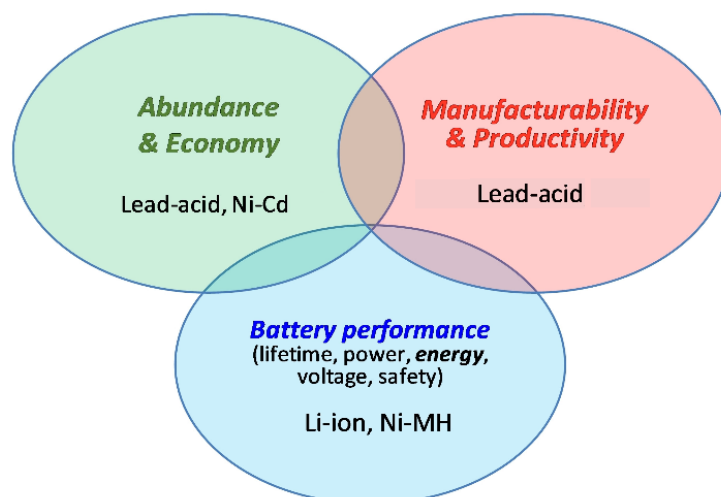 Abundance
& Economy
Lead-acid, Ni-Cd
Manufacturability
& Productivity
Lead-acid
Battery performance
(lifetime, power, energy,
voltage, safety)
Li-ion, Ni-MH